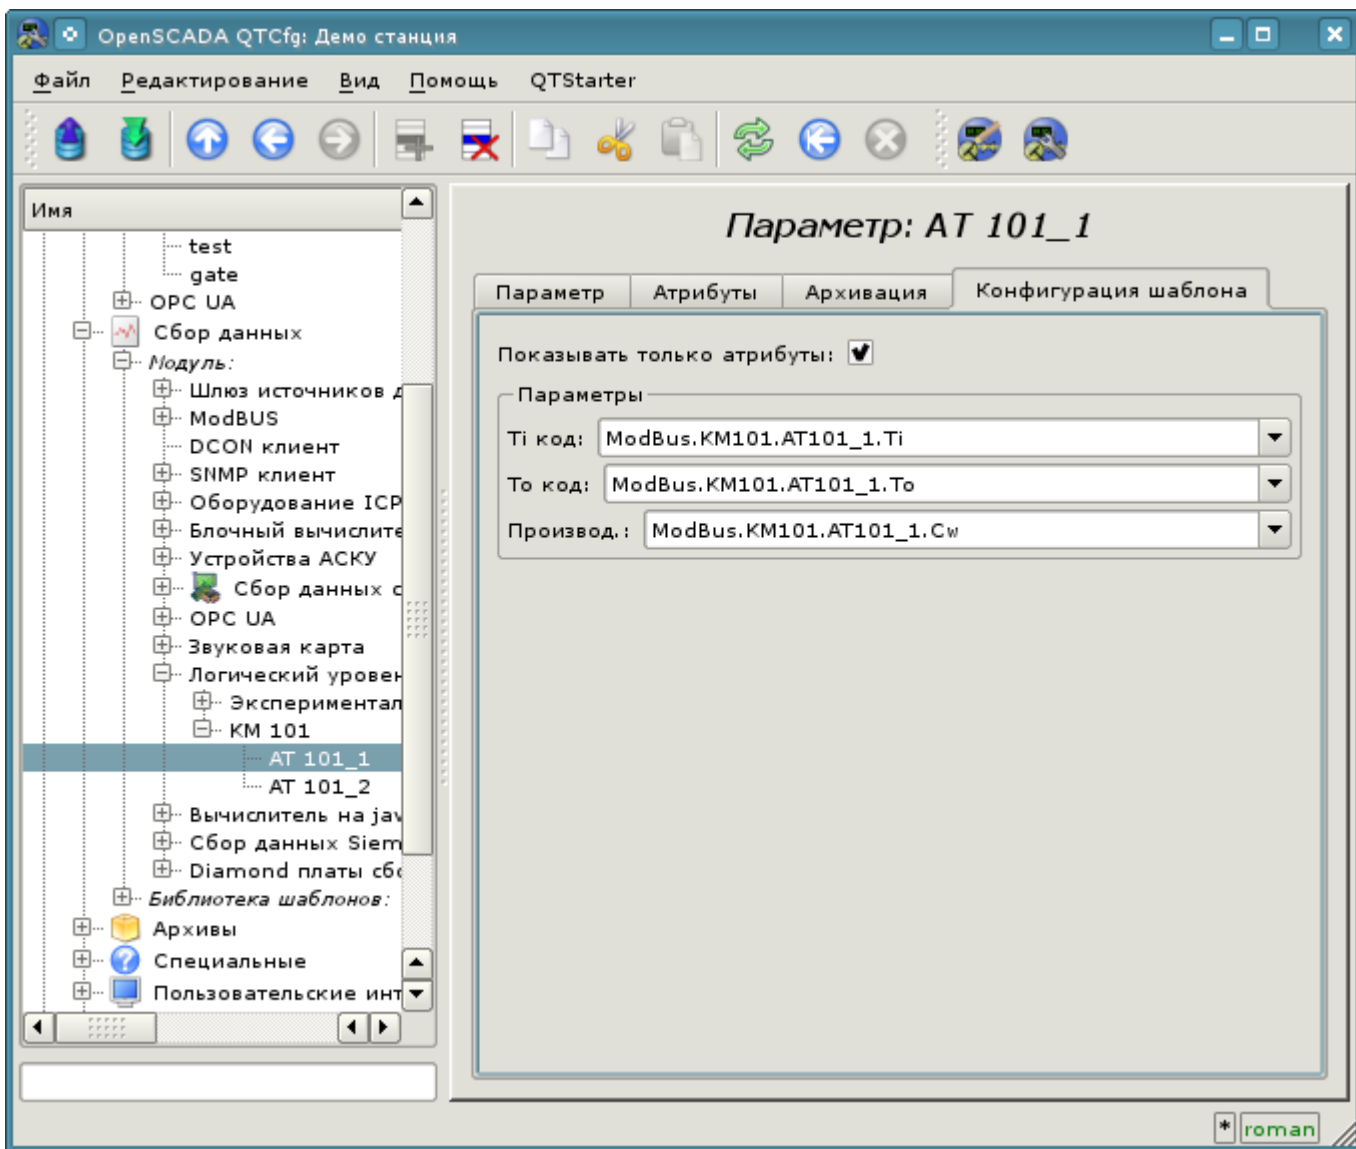 OpenSCADA QTCfg: Демо станция
Файл Редактирование Вид Помощь QTStarter
Имя
test
gate
OPC UA
Сбор данных
Модуль:
Шлюз источников д
ModBUS
DCON клиент
SNMP клиент
Оборудование ICP
Блочный вычислите
Устройства АСКУ
Сбор данных с
OPC UA
Звуковая карта
Логический уровен
Экспериментал
КМ 101
AT 101_1
AT 101_2
Вычислитель на jav
Сбор данных Siem
Diamond платы сбо
Библиотека шаблонов:
Архивы
Специальные
Пользовательские инт
Параметр: AT 101_1
Параметр Атрибуты Архивация Конфигурация шаблона
Показывать только атрибуты:
Параметры
Ti код: ModBus.KM101.AT101_1.Ti
To код: ModBus.KM101.AT101_1.To
Производ.: ModBus.KM101.AT101_1.Cw
* roman